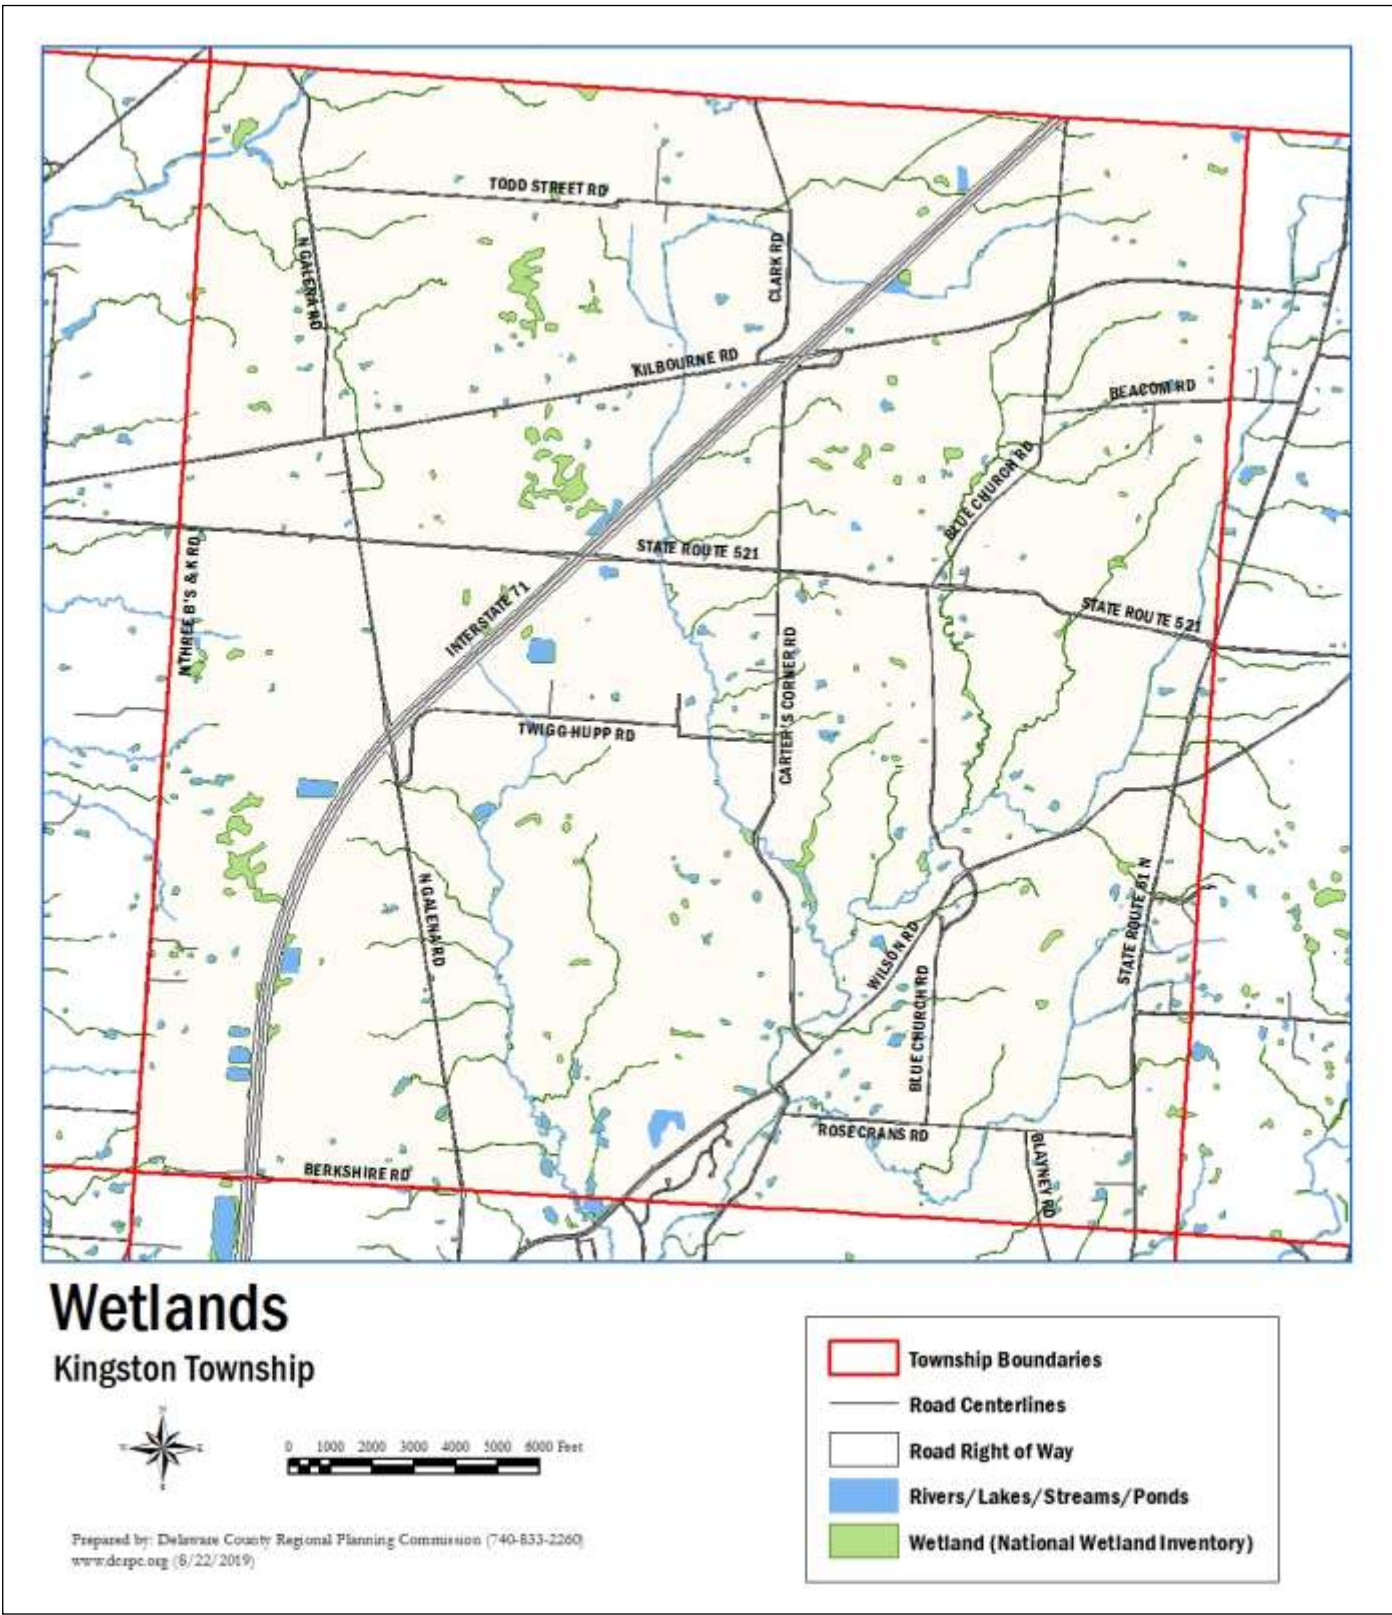 TODD STREET RD
N GALENA RD
CLARK RD
KILBOURNE RD
BEACOM RD
BLUE CHURCH RD
STATE ROUTE 521
N THREE B'S & K RD
INTERSTATE 71
STATE ROUTE 521
CARTER'S CORNER RD
TWIGG-HUPP RD
N GALENA RD
STATE ROUTE 61 N
WILSON RD
BLUE CHURCH RD
ROSECRANS RD
BLAYNEY RD
BERKSHIRE RD
Wetlands
Kingston Township
N
W E
S
0 1000 2000 3000 4000 5000 6000 Feet
Prepared by: Delaware County Regional Planning Commission (740-833-2260)
www.dcrpc.org (8/22/2019)
Township Boundaries
Road Centerlines
Road Right of Way
Rivers/Lakes/Streams/Ponds
Wetland (National Wetland Inventory)